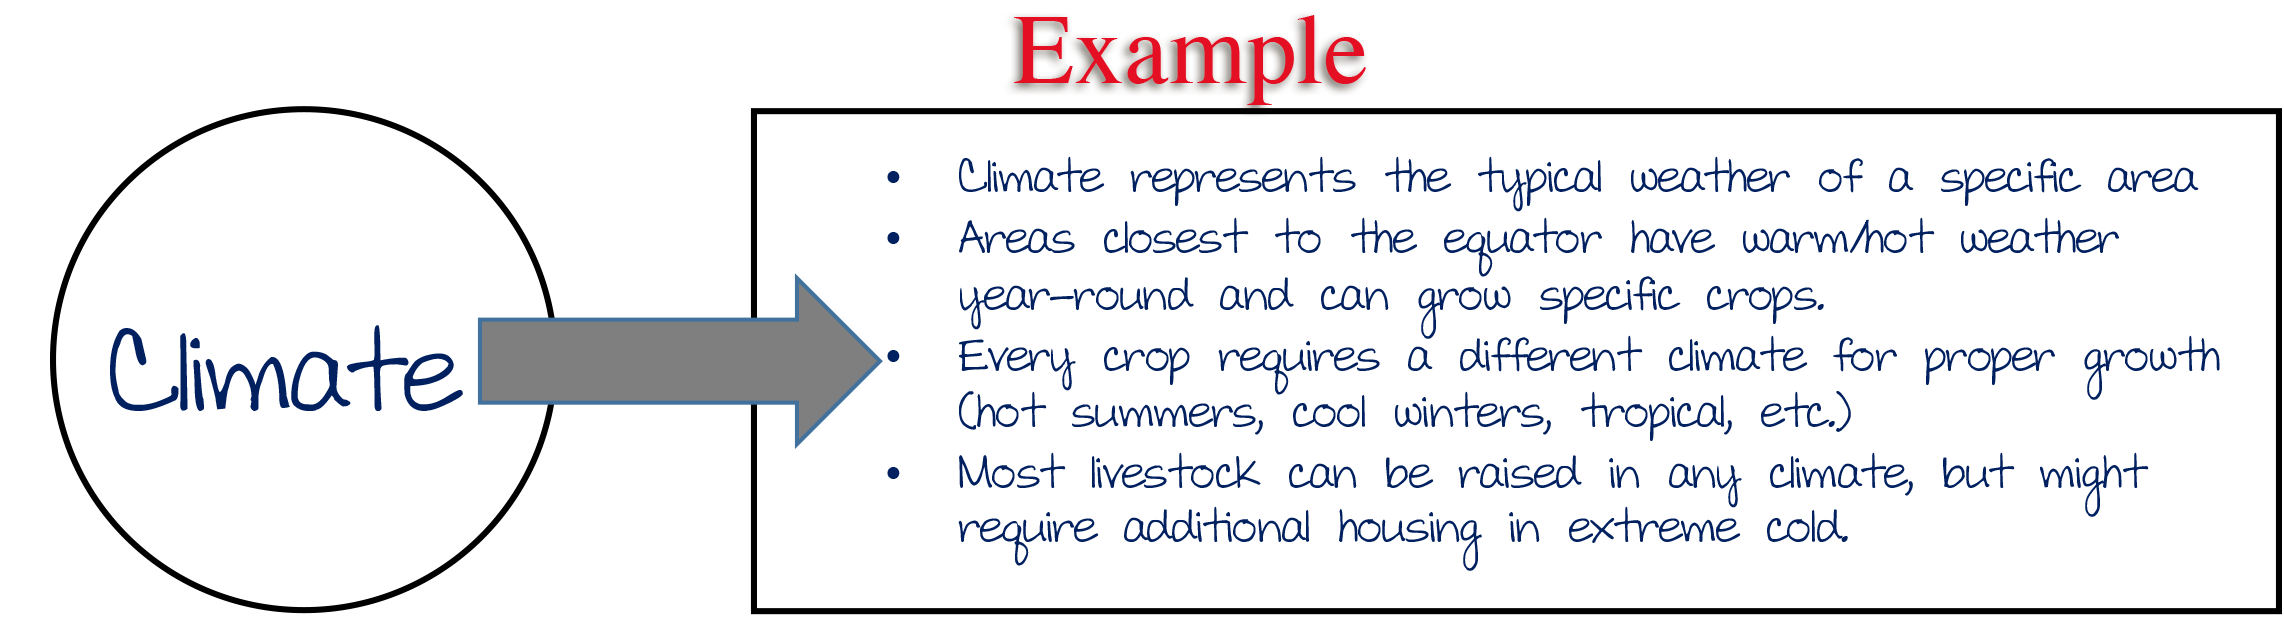 Example
Climate
• Climate represents the typical weather of a specific area
• Areas closest to the equator have warm/hot weather
year-round and can grow specific crops.
• Every crop requires a different climate for proper growth
(hot summers, cool winters, tropical, etc.)
• Most livestock can be raised in any climate, but might
require additional housing in extreme cold.